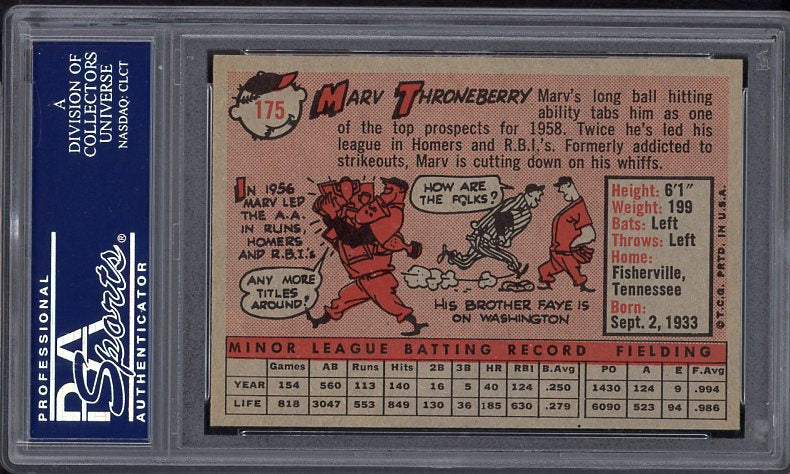 A
DIVISION OF
COLLECTORS
UNIVERSE
NASDAQ: CLCT
PROFESSIONAL
PSA
Sports®
AUTHENTICATOR
175
MARV THRONEBERRY Marv's long ball hitting
ability tabs him as one
of the top prospects for 1958. Twice he's led his
league in Homers and R.B.I.'s. Formerly addicted to
strikeouts, Marv is cutting down on his whiffs.
IN 1956
MARV LED
THE A.A.
IN RUNS,
HOMERS
AND R.B.I.'s
ANY MORE
TITLES
AROUND?
HOW ARE
THE FOLKS?
HIS BROTHER FAYE IS
ON WASHINGTON
Height: 6'1"
Weight: 199
Bats: Left
Throws: Left
Home:
Fisherville,
Tennessee
Born:
Sept. 2, 1933
©T.C.G. PRTD. IN U.S.A.
MINOR LEAGUE BATTING RECORD FIELDING
Games AB Runs Hits 2B 3B HR RBI B.Avg PO A E F.Avg
YEAR 154 560 113 140 16 5 40 124 .250 1430 124 9 .994
LIFE 818 3047 553 849 130 36 185 630 .279 6090 523 94 .986